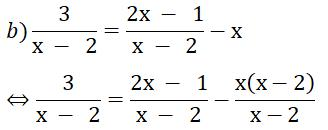 b) 3/(x − 2) = (2x − 1)/(x − 2) − x
⇔ 3/(x − 2) = (2x − 1)/(x − 2) − x(x − 2)/(x − 2)